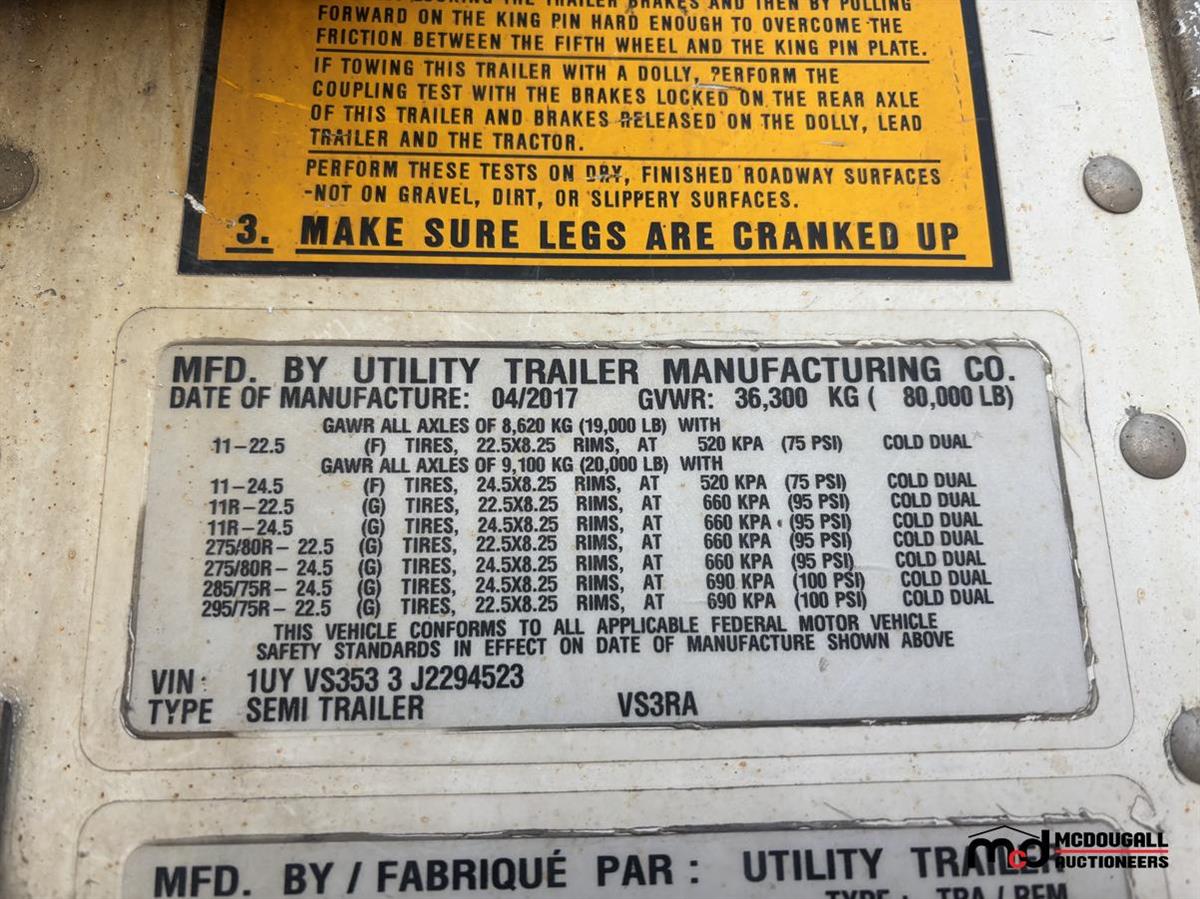 THE TRAILER BRAKES AND THEN BY PULLING
FORWARD ON THE KING PIN HARD ENOUGH TO OVERCOME THE
FRICTION BETWEEN THE FIFTH WHEEL AND THE KING PIN PLATE.
IF TOWING THIS TRAILER WITH A DOLLY, PERFORM THE
COUPLING TEST WITH THE BRAKES LOCKED ON THE REAR AXLE
OF THIS TRAILER AND BRAKES RELEASED ON THE DOLLY, LEAD
TRAILER AND THE TRACTOR.
PERFORM THESE TESTS ON DRY, FINISHED ROADWAY SURFACES
-NOT ON GRAVEL, DIRT, OR SLIPPERY SURFACES.
3. MAKE SURE LEGS ARE CRANKED UP
MFD. BY UTILITY TRAILER MANUFACTURING CO.
DATE OF MANUFACTURE: 04/2017 GVWR: 36,300 KG ( 80,000 LB)
GAWR ALL AXLES OF 8,620 KG (19,000 LB) WITH
11-22.5 (F) TIRES, 22.5X8.25 RIMS, AT 520 KPA (75 PSI) COLD DUAL
GAWR ALL AXLES OF 9,100 KG (20,000 LB) WITH
11-24.5 (F) TIRES, 24.5X8.25 RIMS, AT 520 KPA (75 PSI) COLD DUAL
11R-22.5 (G) TIRES, 22.5X8.25 RIMS, AT 660 KPA (95 PSI) COLD DUAL
11R-24.5 (G) TIRES, 24.5X8.25 RIMS, AT 660 KPA (95 PSI) COLD DUAL
275/80R- 22.5 (G) TIRES, 22.5X8.25 RIMS, AT 660 KPA (95 PSI) COLD DUAL
275/80R- 24.5 (G) TIRES, 24.5X8.25 RIMS, AT 660 KPA (95 PSI) COLD DUAL
285/75R- 24.5 (G) TIRES, 24.5X8.25 RIMS, AT 690 KPA (100 PSI) COLD DUAL
295/75R- 22.5 (G) TIRES, 22.5X8.25 RIMS, AT 690 KPA (100 PSI) COLD DUAL
THIS VEHICLE CONFORMS TO ALL APPLICABLE FEDERAL MOTOR VEHICLE
SAFETY STANDARDS IN EFFECT ON DATE OF MANUFACTURE SHOWN ABOVE
VIN: 1UY VS353 3 J2294523
TYPE SEMI TRAILER VS3RA
MFD. BY / FABRIQUÉ PAR : UTILITY TRAILER
TYPE : TRA / REM
McD MCDOUGALL
AUCTIONEERS